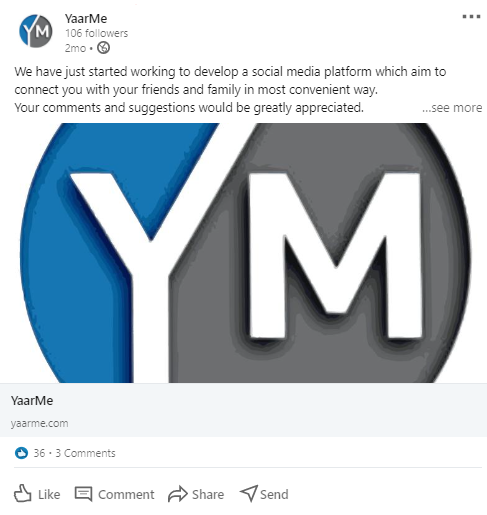 YM
YaarMe
106 followers
2mo •
We have just started working to develop a social media platform which aim to
connect you with your friends and family in most convenient way.
Your comments and suggestions would be greatly appreciated. ...see more
YM
YaarMe
yaarme.com
36 • 3 Comments
Like Comment Share Send